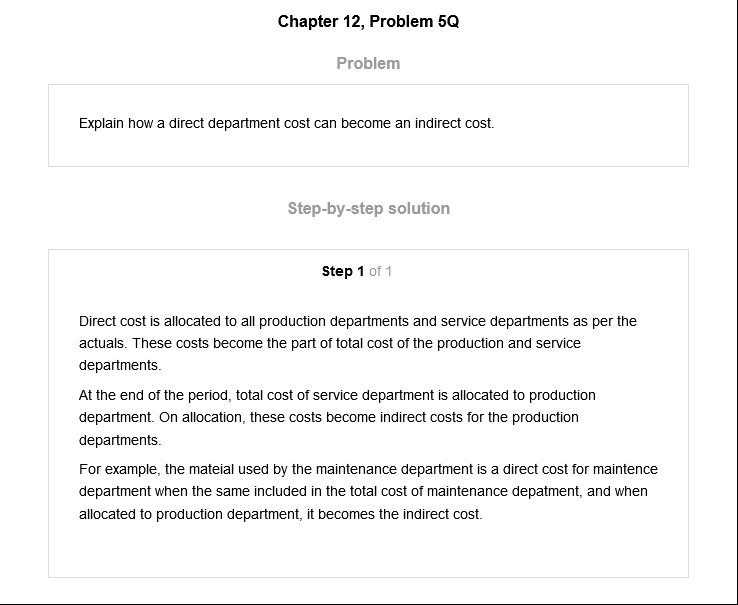 Chapter 12, Problem 5Q
Problem
Explain how a direct department cost can become an indirect cost.
Step-by-step solution
Step 1 of 1
Direct cost is allocated to all production departments and service departments as per the
actuals. These costs become the part of total cost of the production and service
departments.
At the end of the period, total cost of service department is allocated to production
department. On allocation, these costs become indirect costs for the production
departments.
For example, the mateial used by the maintenance department is a direct cost for maintence
department when the same included in the total cost of maintenance depatment, and when
allocated to production department, it becomes the indirect cost.